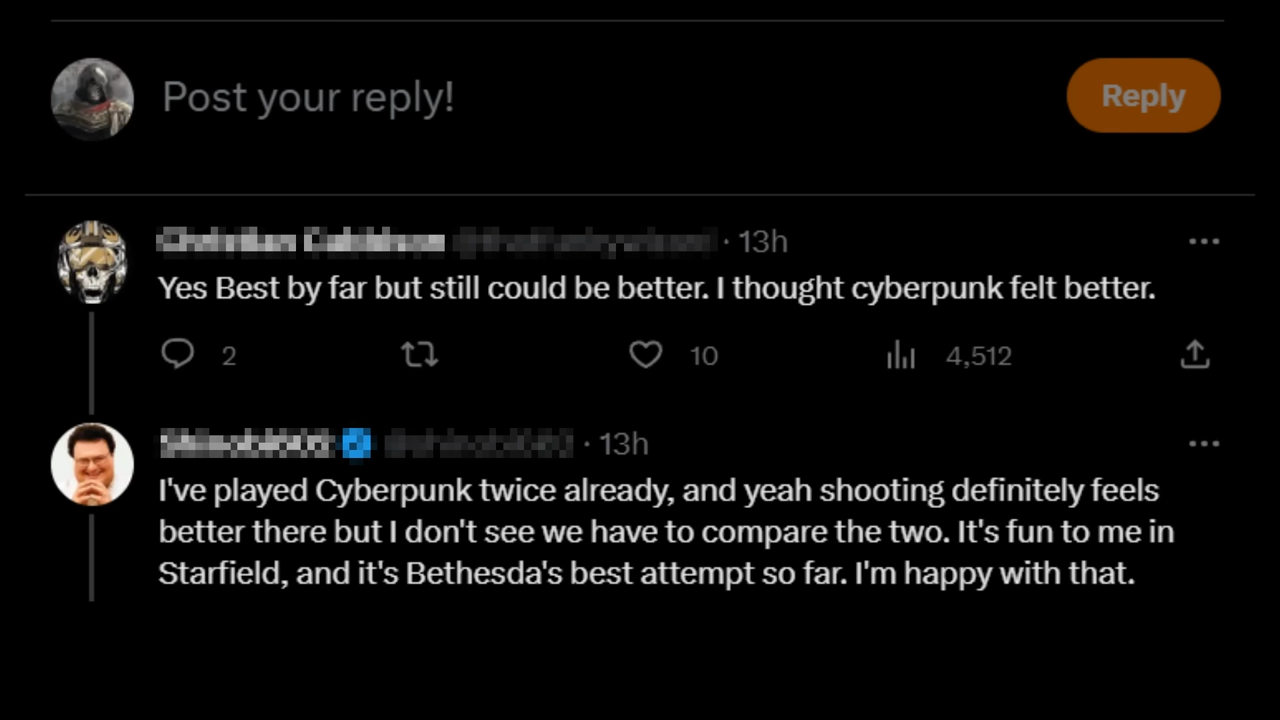 Post your reply!
Reply
· 13h
Yes Best by far but still could be better. I thought cyberpunk felt better.
2
10
4,512
· 13h
I've played Cyberpunk twice already, and yeah shooting definitely feels
better there but I don't see we have to compare the two. It's fun to me in
Starfield, and it's Bethesda's best attempt so far. I'm happy with that.